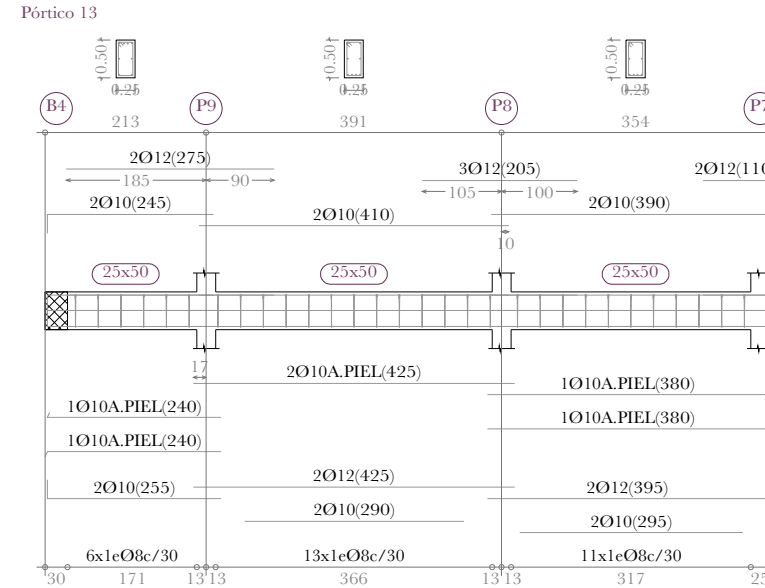 Pórtico 13
0.50 0.50 0.50
0.25 0.25 0.25
B4 P9 P8 P7
213 391 354
2Ø12(275) 3Ø12(205) 2Ø12(110
185 90 105 100
2Ø10(245) 2Ø10(410) 2Ø10(390)
10
25x50 25x50 25x50
17 2Ø10A.PIEL(425) 1Ø10A.PIEL(380)
1Ø10A.PIEL(240) 1Ø10A.PIEL(380)
1Ø10A.PIEL(240)
2Ø10(255) 2Ø12(425) 2Ø12(395)
2Ø10(290) 2Ø10(295)
6x1eØ8c/30 13x1eØ8c/30 11x1eØ8c/30
30 171 13 13 366 13 13 317 25